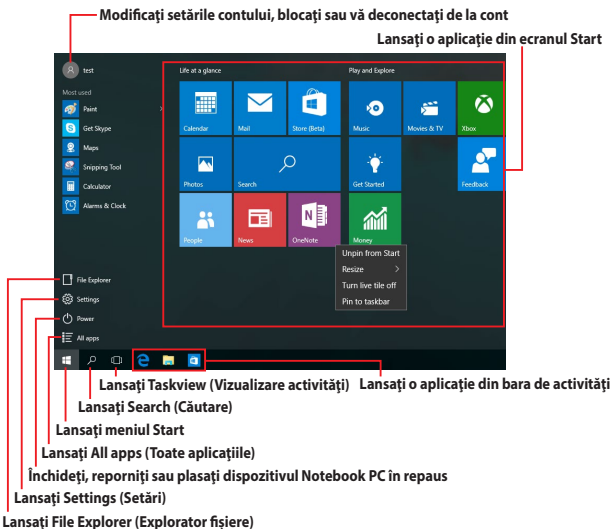 Modificați setările contului, blocați sau vă deconectați de la cont
Lansați o aplicație din ecranul Start
test
Life at a glance
Play and Explore
Most used
Paint
Get Skype
Maps
Snipping Tool
Calculator
Alarms & Clock
Calendar
Mail
Store (Beta)
Music
Movies & TV
Xbox
Photos
Search
Get Started
Feedback
People
News
OneNote
Money
Unpin from Start
Resize
Turn live tile off
Pin to taskbar
File Explorer
Settings
Power
All apps
Lansați Taskview (Vizualizare activități)
Lansați o aplicație din bara de activități
Lansați Search (Căutare)
Lansați meniul Start
Lansați All apps (Toate aplicațiile)
Închideți, reporniți sau plasați dispozitivul Notebook PC în repaus
Lansați Settings (Setări)
Lansați File Explorer (Explorator fișiere)